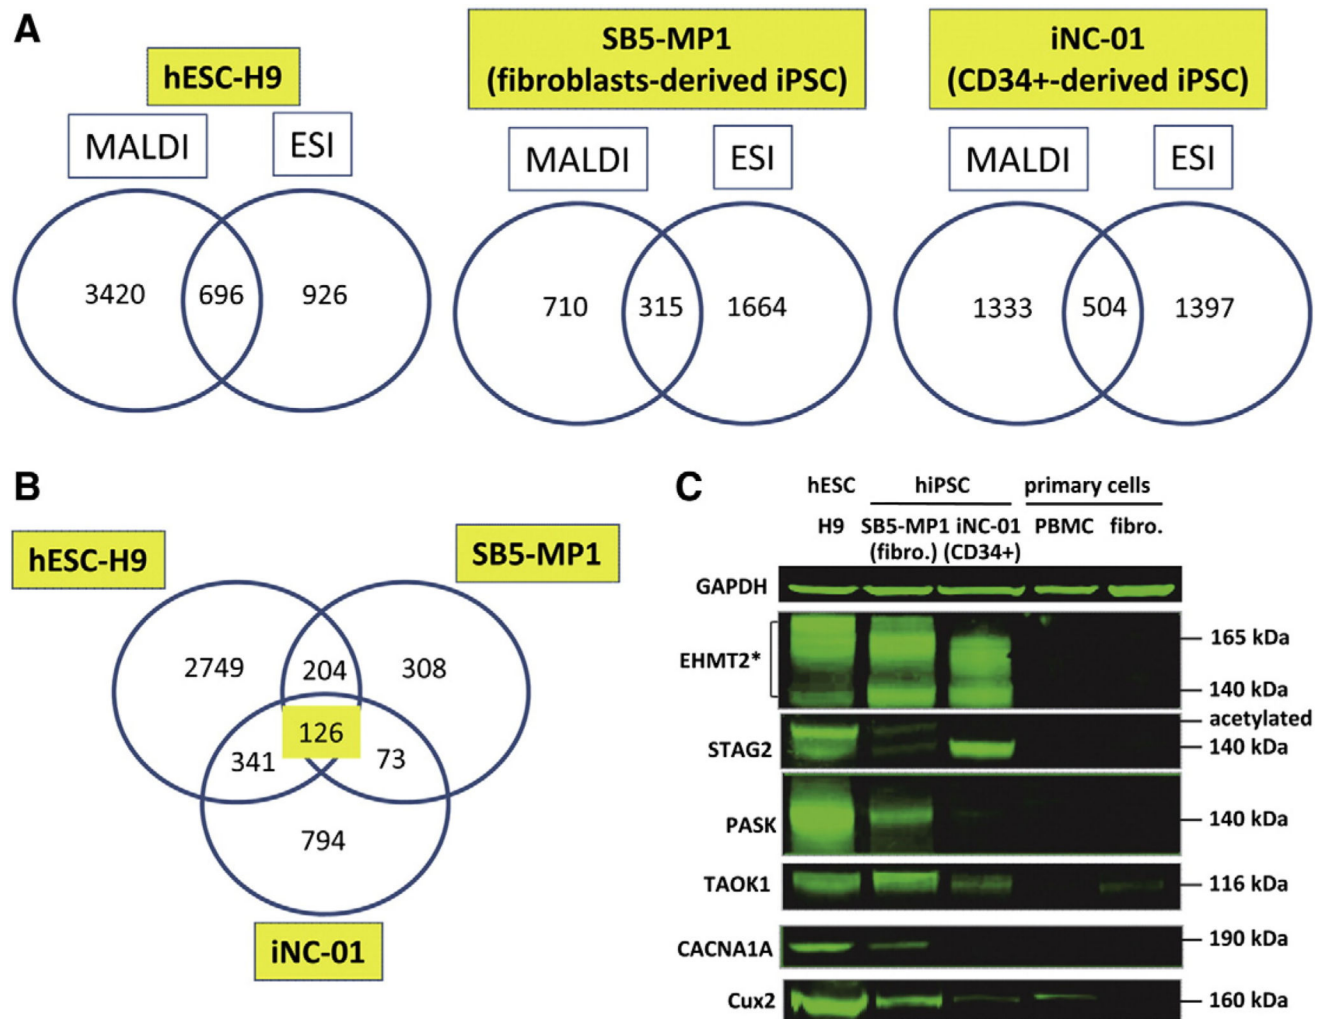 A
hESC-H9
MALDI
ESI
3420
696
926
SB5-MP1
(fibroblasts-derived iPSC)
MALDI
ESI
710
315
1664
iNC-01
(CD34+-derived iPSC)
MALDI
ESI
1333
504
1397
B
hESC-H9
SB5-MP1
2749
204
308
126
341
73
794
iNC-01
C
hESC hiPSC primary cells
H9 SB5-MP1 iNC-01 PBMC fibro.
(fibro.) (CD34+)
GAPDH
EHMT2*
165 kDa
140 kDa
STAG2
acetylated
140 kDa
PASK
140 kDa
TAOK1
116 kDa
CACNA1A
190 kDa
Cux2
160 kDa